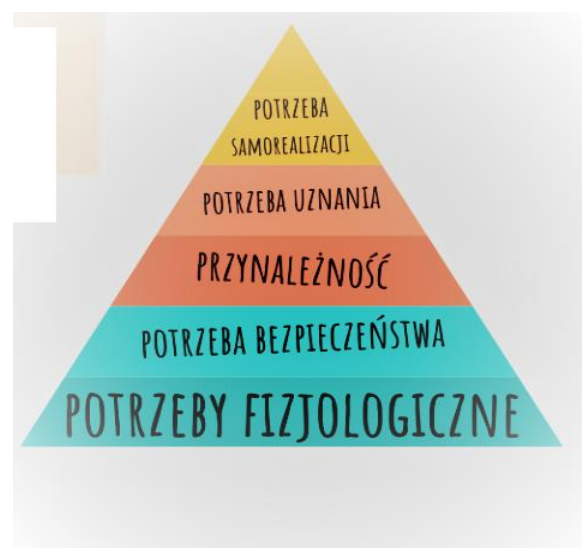 POTRZEBA
SAMOREALIZACJI
POTRZEBA UZNANIA
PRZYNALEŻNOŚĆ
POTRZEBA BEZPIECZEŃSTWA
POTRZEBY FIZJOLOGICZNE